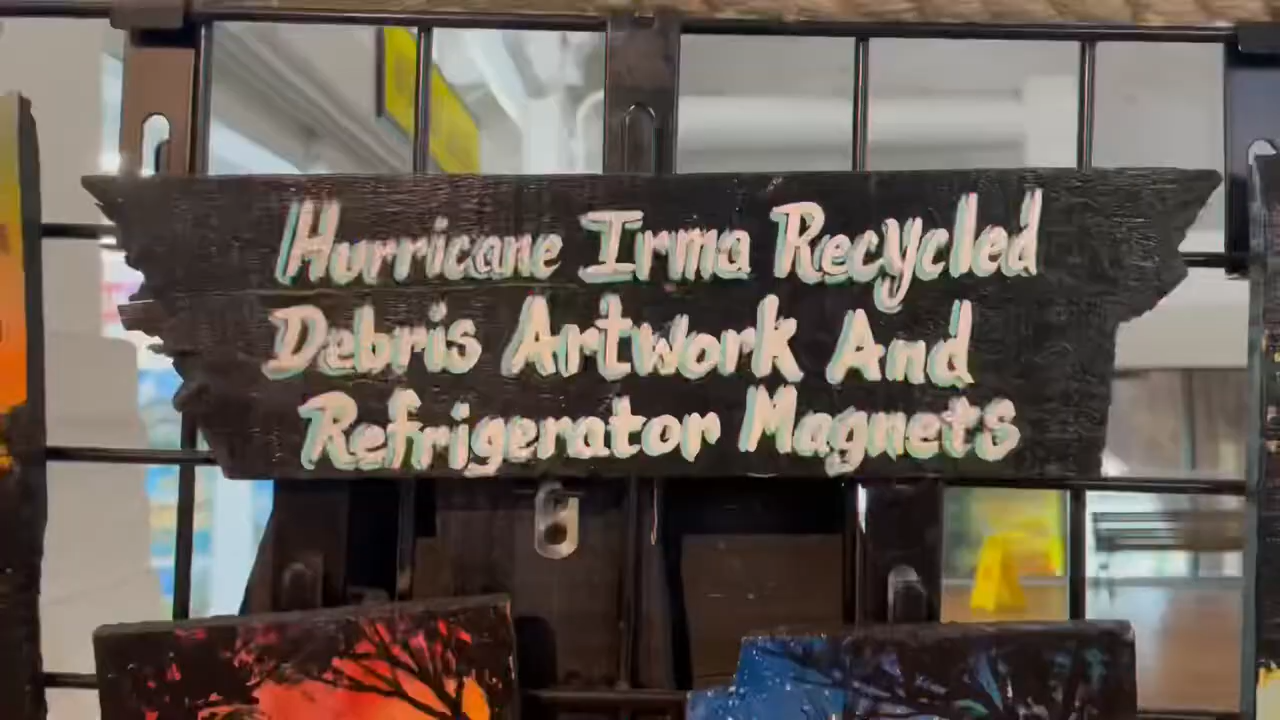 Hurricane Irma Recycled
Debris Artwork And
Refrigerator Magnets